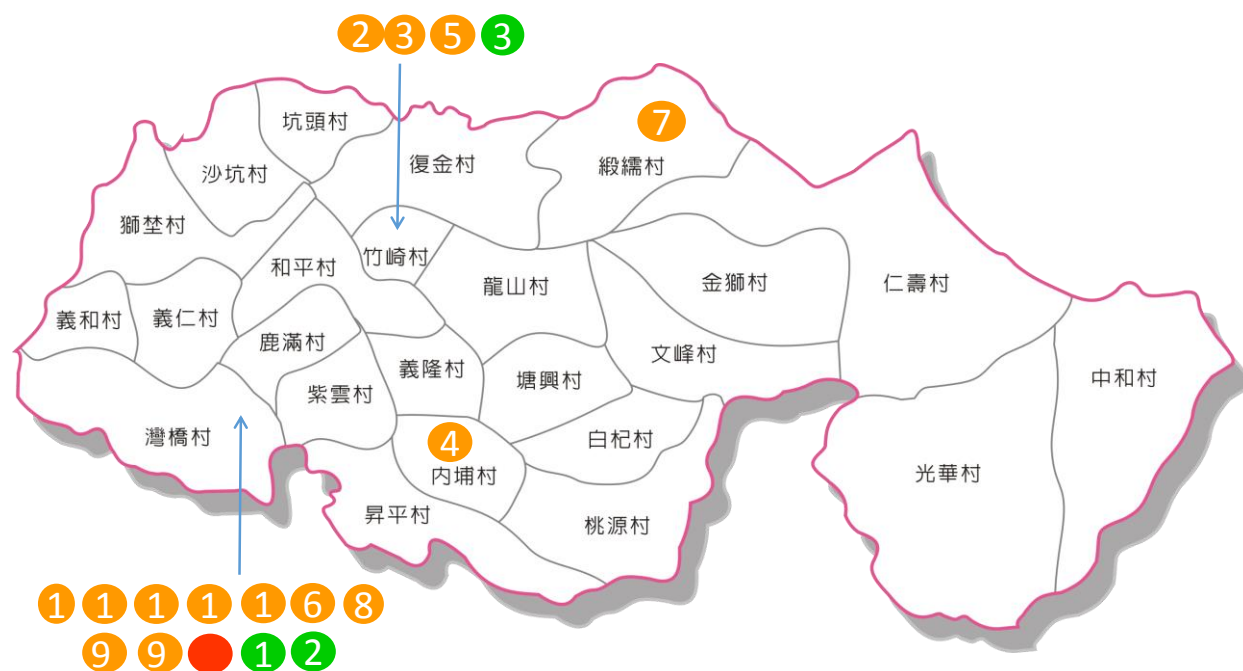 2 3 5 3
7
坑頭村
復金村
緞繻村
沙坑村
獅埜村
竹崎村
和平村
龍山村
金獅村
仁壽村
義和村
義仁村
鹿滿村
文峰村
義隆村
塘興村
中和村
紫雲村
灣橋村
4
白杞村
内埔村
光華村
昇平村
桃源村
1 1 1 1 1 6 8
9 9 1 2